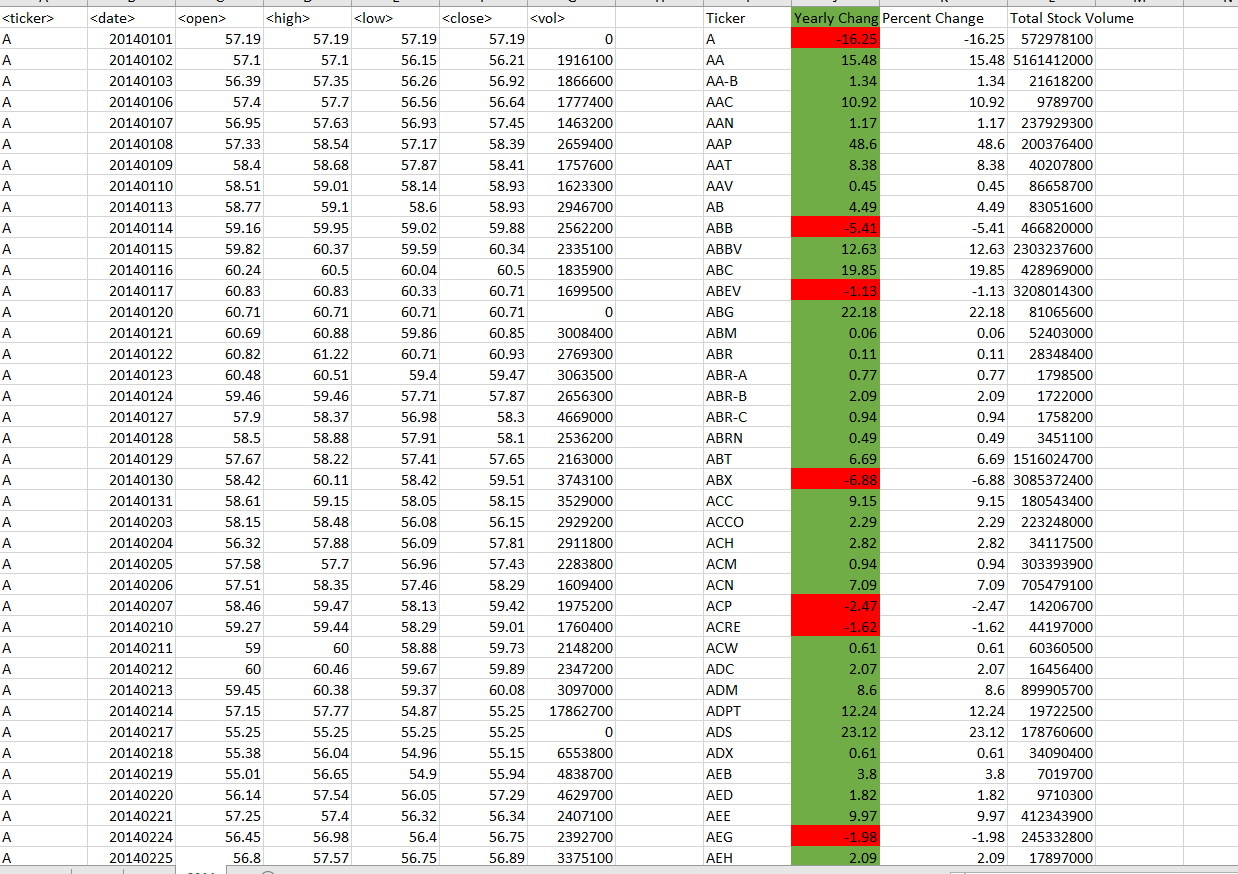 <ticker> <date> <open> <high> <low> <close> <vol> Ticker Yearly Chang Percent Change Total Stock Volume
A 20140101 57.19 57.19 57.19 57.19 0 A -16.25 -16.25 572978100
A 20140102 57.1 57.1 56.15 56.21 1916100 AA 15.48 15.48 5161412000
A 20140103 56.39 57.35 56.26 56.92 1866600 AA-B 1.34 1.34 21618200
A 20140106 57.4 57.7 56.56 56.64 1777400 AAC 10.92 10.92 9789700
A 20140107 56.95 57.63 56.93 57.45 1463200 AAN 1.17 1.17 237929300
A 20140108 57.33 58.54 57.17 58.39 2659400 AAP 48.6 48.6 200376400
A 20140109 58.4 58.68 57.87 58.41 1757600 AAT 8.38 8.38 40207800
A 20140110 58.51 59.01 58.14 58.93 1623300 AAV 0.45 0.45 86658700
A 20140113 58.77 59.1 58.6 58.93 2946700 AB 4.49 4.49 83051600
A 20140114 59.16 59.95 59.02 59.88 2562200 ABB -5.41 -5.41 466820000
A 20140115 59.82 60.37 59.59 60.34 2335100 ABBV 12.63 12.63 2303237600
A 20140116 60.24 60.5 60.04 60.5 1835900 ABC 19.85 19.85 428969000
A 20140117 60.83 60.83 60.33 60.71 1699500 ABEV -1.13 -1.13 3208014300
A 20140120 60.71 60.71 60.71 60.71 0 ABG 22.18 22.18 81065600
A 20140121 60.69 60.88 59.86 60.85 3008400 ABM 0.06 0.06 52403000
A 20140122 60.82 61.22 60.71 60.93 2769300 ABR 0.11 0.11 28348400
A 20140123 60.48 60.51 59.4 59.47 3063500 ABR-A 0.77 0.77 1798500
A 20140124 59.46 59.46 57.71 57.87 2656300 ABR-B 2.09 2.09 1722000
A 20140127 57.9 58.37 56.98 58.3 4669000 ABR-C 0.94 0.94 1758200
A 20140128 58.5 58.88 57.91 58.1 2536200 ABRN 0.49 0.49 3451100
A 20140129 57.67 58.22 57.41 57.65 2163000 ABT 6.69 6.69 1516024700
A 20140130 58.42 60.11 58.42 59.51 3743100 ABX -6.88 -6.88 3085372400
A 20140131 58.61 59.15 58.05 58.15 3529000 ACC 9.15 9.15 180543400
A 20140203 58.15 58.48 56.08 56.15 2929200 ACCO 2.29 2.29 223248000
A 20140204 56.32 57.88 56.09 57.81 2911800 ACH 2.82 2.82 34117500
A 20140205 57.58 57.7 56.96 57.43 2283800 ACM 0.94 0.94 303393900
A 20140206 57.51 58.35 57.46 58.29 1609400 ACN 7.09 7.09 705479100
A 20140207 58.46 59.47 58.13 59.42 1975200 ACP -2.47 -2.47 14206700
A 20140210 59.27 59.44 58.29 59.01 1760400 ACRE -1.62 -1.62 44197000
A 20140211 59 60 58.88 59.73 2148200 ACW 0.61 0.61 60360500
A 20140212 60 60.46 59.67 59.89 2347200 ADC 2.07 2.07 16456400
A 20140213 59.45 60.38 59.37 60.08 3097000 ADM 8.6 8.6 899905700
A 20140214 57.15 57.77 54.87 55.25 17862700 ADPT 12.24 12.24 19722500
A 20140217 55.25 55.25 55.25 55.25 0 ADS 23.12 23.12 178760600
A 20140218 55.38 56.04 54.96 55.15 6553800 ADX 0.61 0.61 34090400
A 20140219 55.01 56.65 54.9 55.94 4838700 AEB 3.8 3.8 7019700
A 20140220 56.14 57.54 56.05 57.29 4629700 AED 1.82 1.82 9710300
A 20140221 57.25 57.4 56.32 56.34 2407100 AEE 9.97 9.97 412343900
A 20140224 56.45 56.98 56.4 56.75 2392700 AEG -1.98 -1.98 245332800
A 20140225 56.8 57.57 56.75 56.89 3375100 AEH 2.09 2.09 17897000